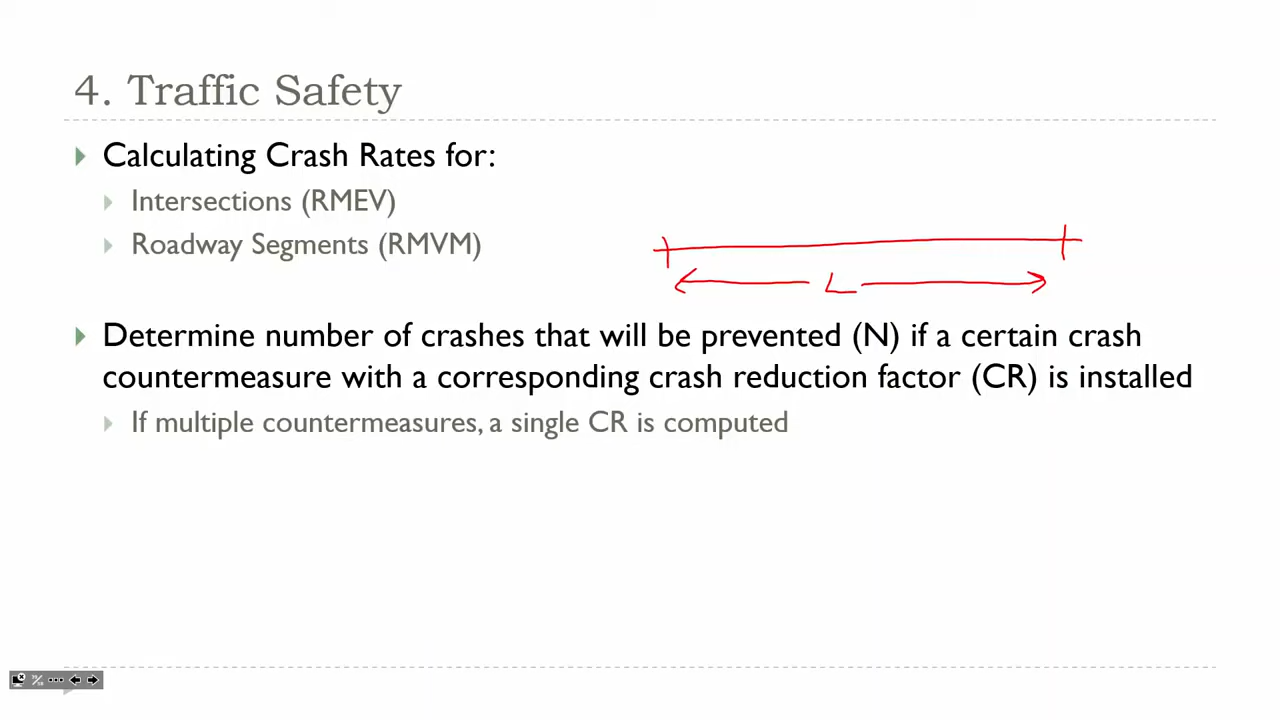 4. Traffic Safety
Calculating Crash Rates for:
Intersections (RMEV)
Roadway Segments (RMVM)
L
Determine number of crashes that will be prevented (N) if a certain crash
countermeasure with a corresponding crash reduction factor (CR) is installed
If multiple countermeasures, a single CR is computed